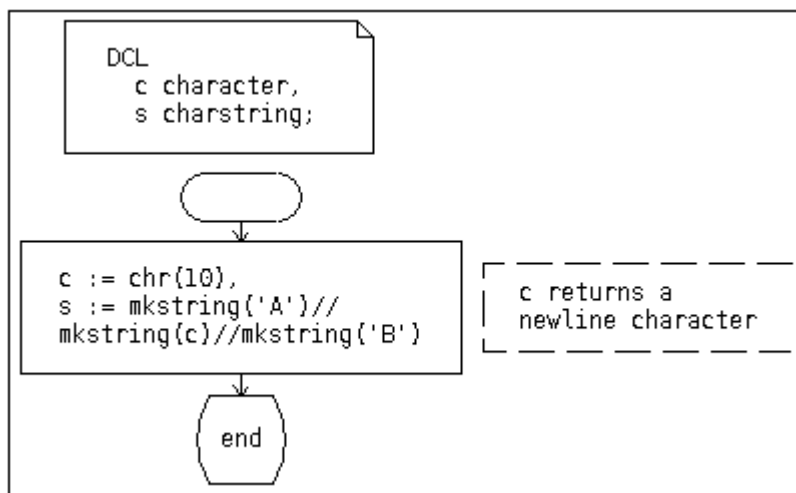 DCL
c character,
s charstring;
c := chr(10),
s := mkstring('A')//
mkstring(c)//mkstring('B')
c returns a
newline character
end